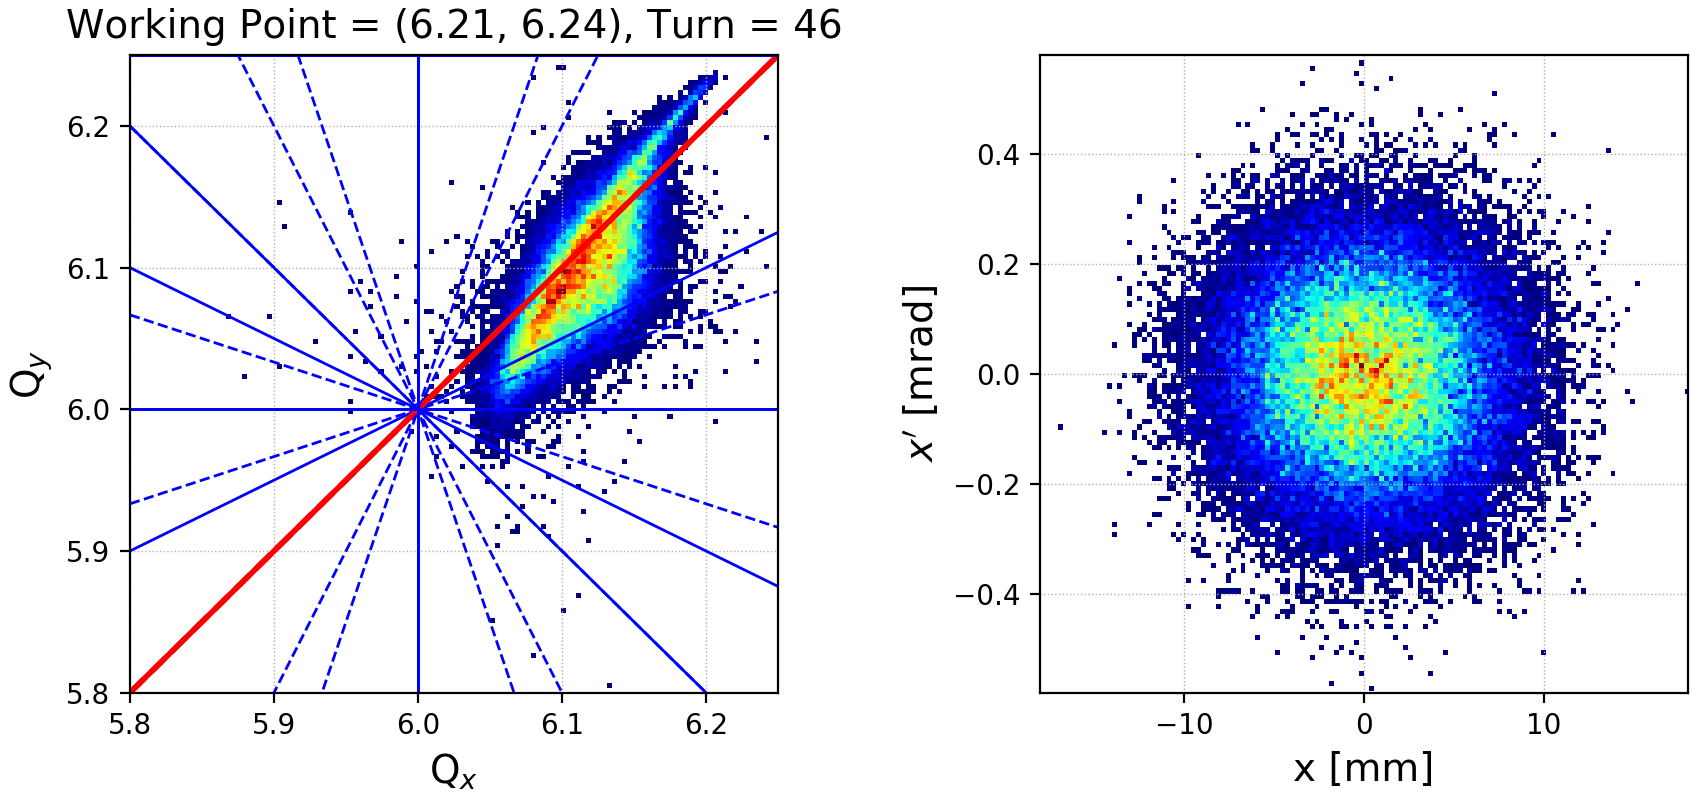 Working Point = (6.21, 6.24), Turn = 46
6.2
6.1
6.0
5.9
5.8
Q_y
5.8 5.9 6.0 6.1 6.2
Q_x
0.4
0.2
0.0
−0.2
−0.4
x′ [mrad]
−10 0 10
x [mm]